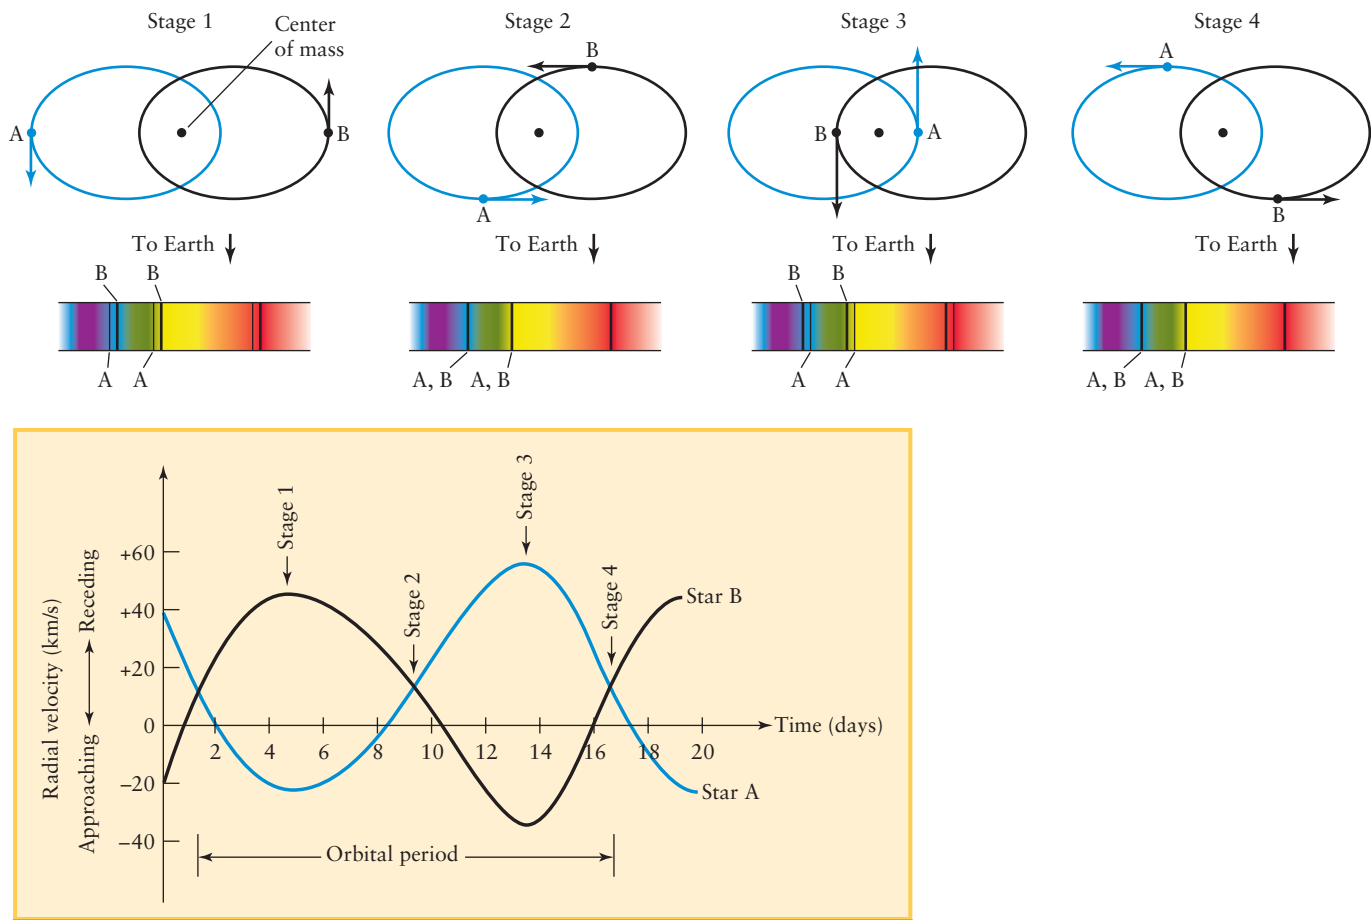 Stage 1
Stage 2
Stage 3
Stage 4
Center
of mass
A
B
B
A
B
A
A
B
To Earth
To Earth
To Earth
To Earth
B
B
B
B
A
A
A, B
A, B
A
A
A, B
A, B
Stage 1
Stage 2
Stage 3
Stage 4
Radial velocity (km/s)
Approaching
Receding
+60
+40
+20
0
−20
−40
2
4
6
8
10
12
14
16
18
20
Time (days)
Star B
Star A
Orbital period